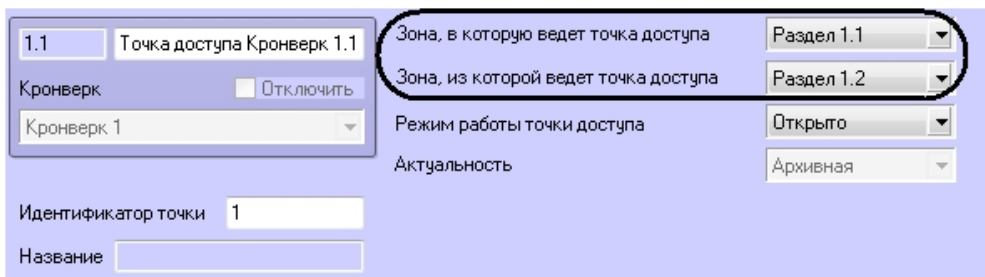 1.1 Точка доступа Кронверк 1.1
Кронверк Отключить
Кронверк 1
Идентификатор точки 1
Название
Зона, в которую ведет точка доступа Раздел 1.1
Зона, из которой ведет точка доступа Раздел 1.2
Режим работы точки доступа Открыто
Актуальность Архивная